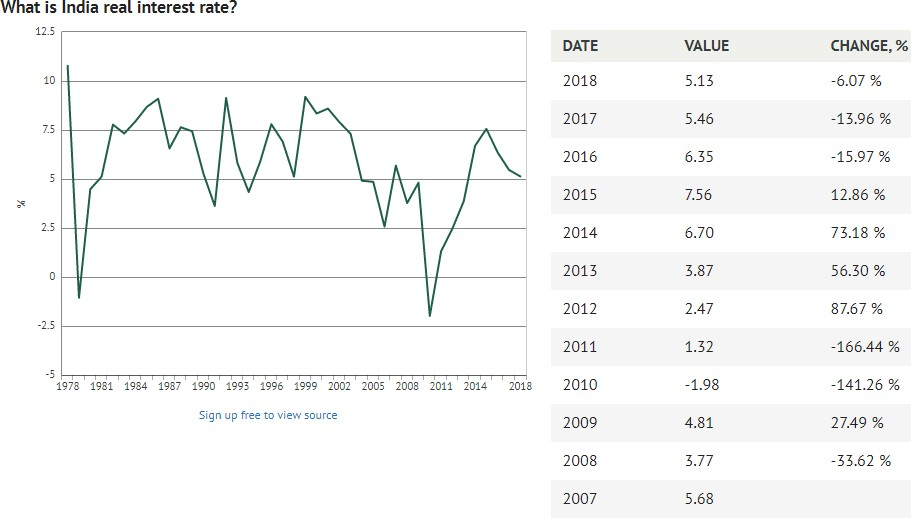 What is India real interest rate?
12.5
10
7.5
5
2.5
0
-2.5
-5
%
1978 1981 1984 1987 1990 1993 1996 1999 2002 2005 2008 2011 2014 2018
Sign up free to view source
DATE VALUE CHANGE, %
2018 5.13 -6.07 %
2017 5.46 -13.96 %
2016 6.35 -15.97 %
2015 7.56 12.86 %
2014 6.70 73.18 %
2013 3.87 56.30 %
2012 2.47 87.67 %
2011 1.32 -166.44 %
2010 -1.98 -141.26 %
2009 4.81 27.49 %
2008 3.77 -33.62 %
2007 5.68